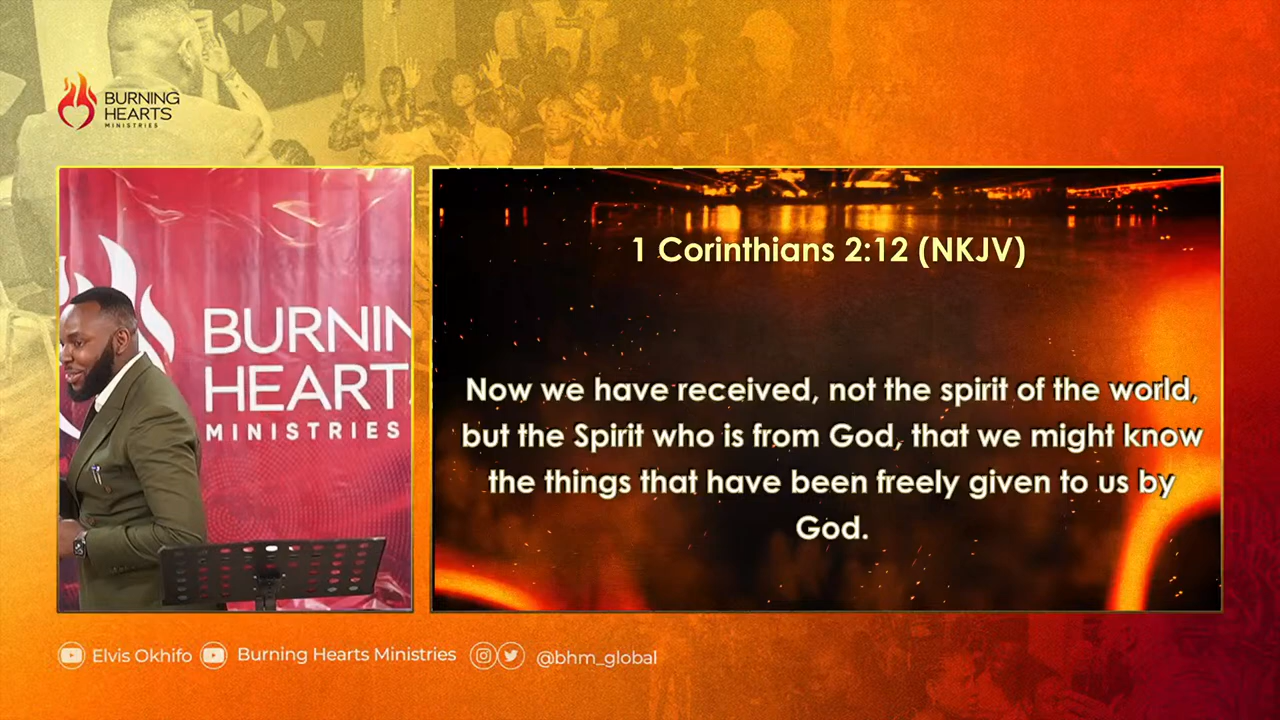 BURNING
HEARTS
MINISTRIES
BURNIN
HEART
MINISTRIES
1 Corinthians 2:12 (NKJV)
Now we have received, not the spirit of the world,
but the Spirit who is from God, that we might know
the things that have been freely given to us by
God.
Elvis Okhifo Burning Hearts Ministries @bhm_global